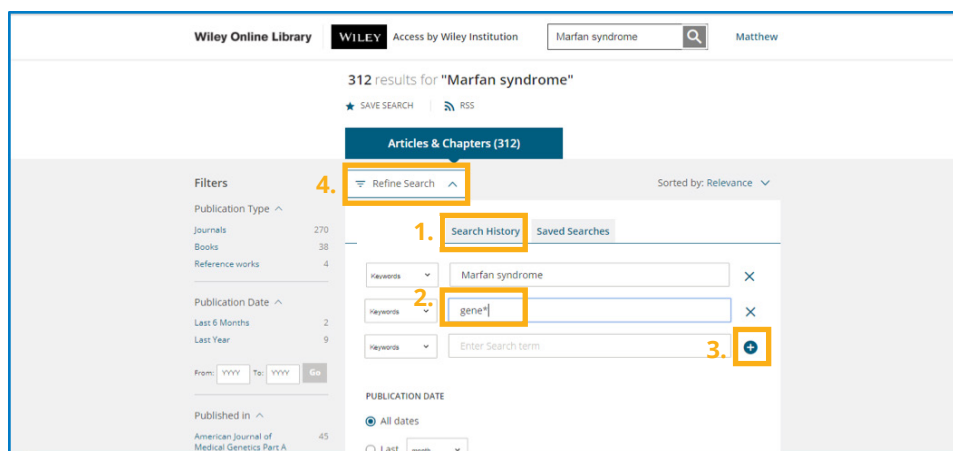 Wiley Online Library
WILEY
Access by Wiley Institution
Marfan syndrome
Matthew
312 results for "Marfan syndrome"
SAVE SEARCH
RSS
Articles & Chapters (312)
Filters
4.
Refine Search
Sorted by: Relevance
Publication Type
Journals 270
Books 38
Reference works 4
Publication Date
Last 6 Months 2
Last Year 9
From: YYYY To: YYYY Go
Published in
American Journal of 45
Medical Genetics Part A
1.
Search History
Saved Searches
Keywords
Marfan syndrome
2.
Keywords
gene*
Keywords
Enter Search term
3.
PUBLICATION DATE
All dates
Last month